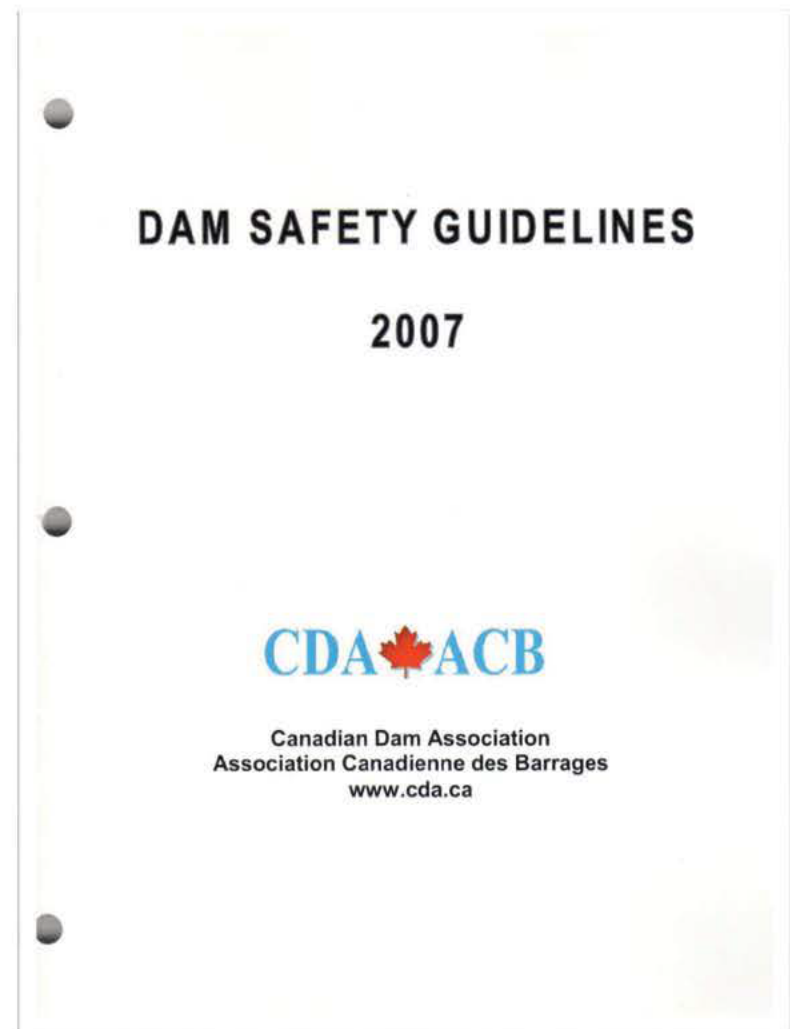 DAM SAFETY GUIDELINES
2007
CDA ACB
Canadian Dam Association
Association Canadienne des Barrages
www.cda.ca